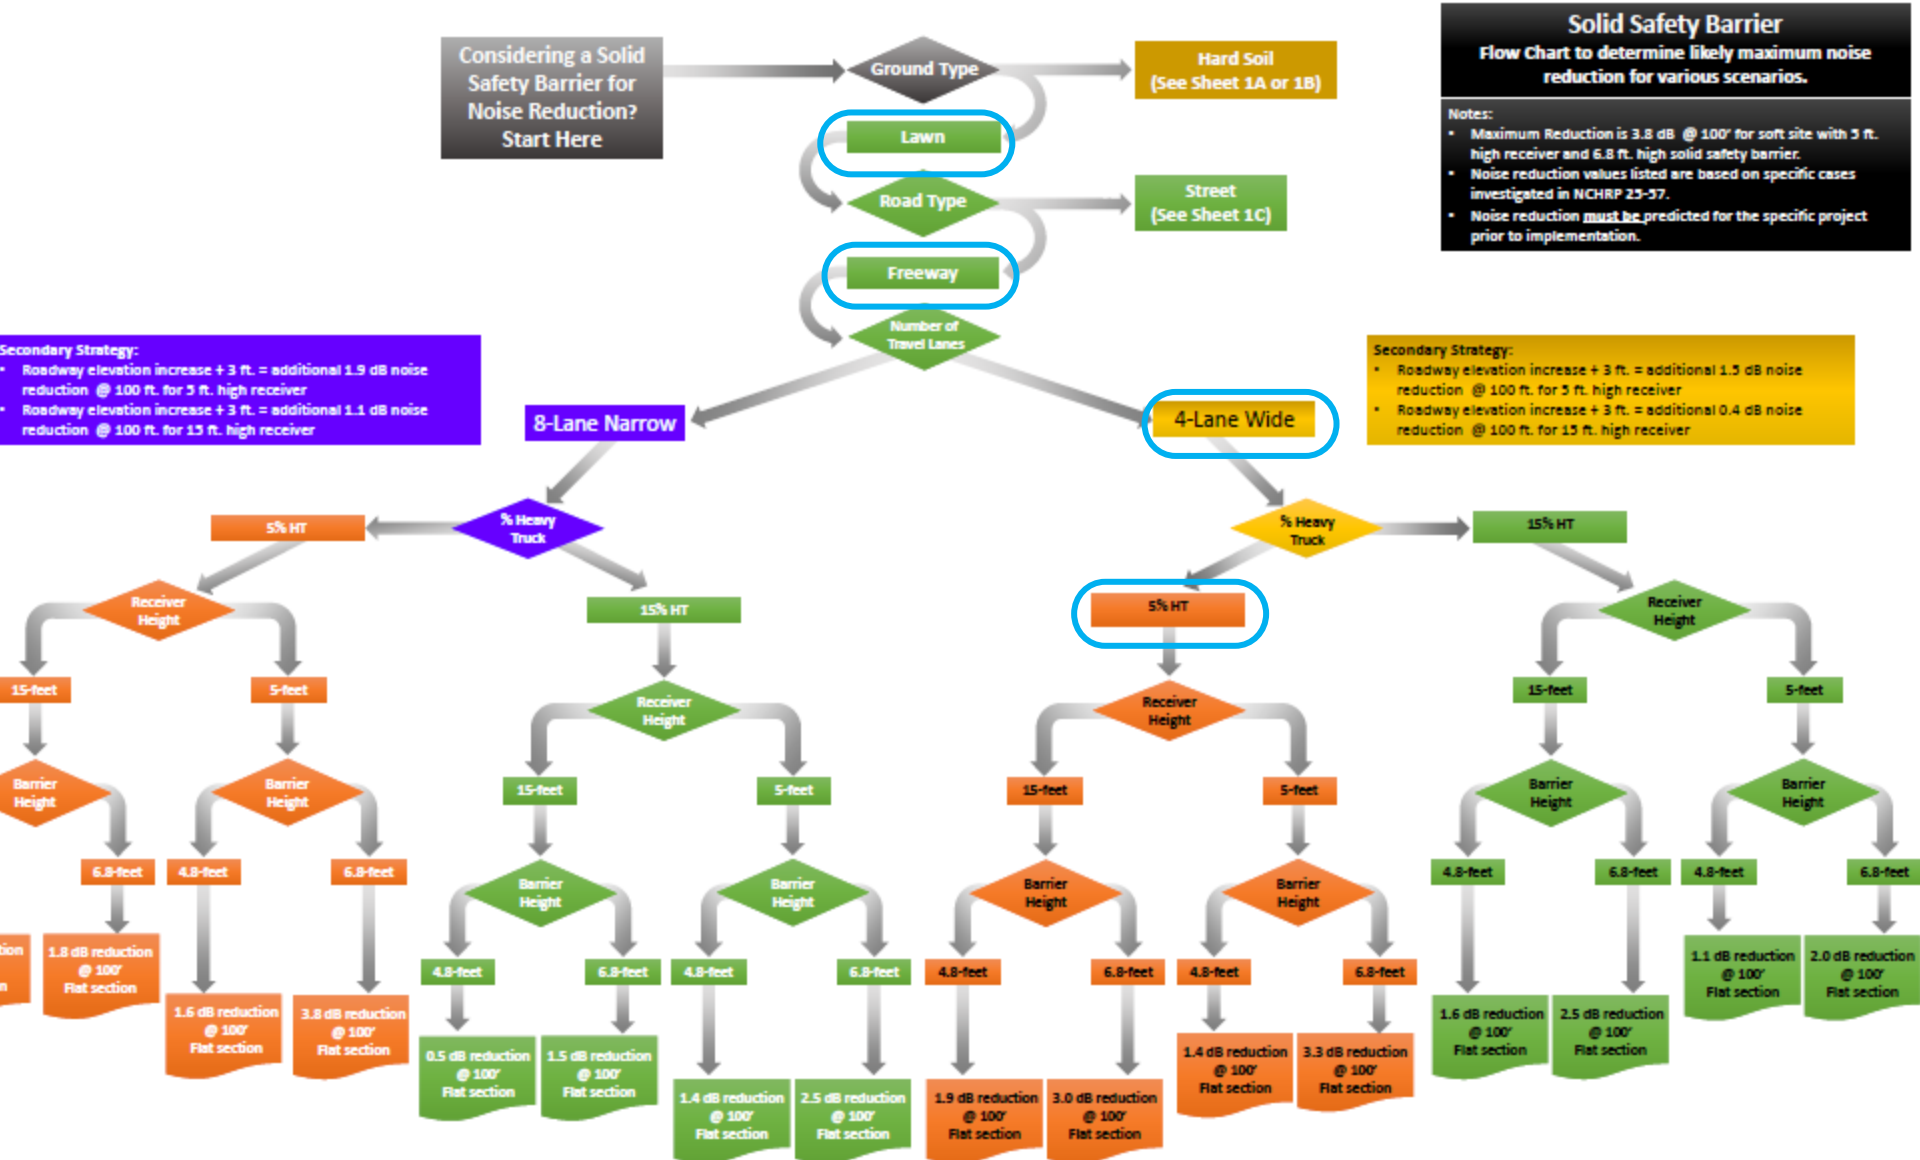 Considering a Solid
Safety Barrier for
Noise Reduction?
Start Here
Ground Type
Hard Soil
(See Sheet 1A or 1B)
Lawn
Road Type
Street
(See Sheet 1C)
Freeway
Number of
Travel Lanes
Solid Safety Barrier
Flow Chart to determine likely maximum noise
reduction for various scenarios.
Notes:
• Maximum Reduction is 3.8 dB @ 100' for soft site with 5 ft.
high receiver and 6.8 ft. high solid safety barrier.
• Noise reduction values listed are based on specific cases
investigated in NCHRP 25-57.
• Noise reduction must be predicted for the specific project
prior to implementation.
Secondary Strategy:
• Roadway elevation increase + 3 ft. = additional 1.9 dB noise
reduction @ 100 ft. for 5 ft. high receiver
• Roadway elevation increase + 3 ft. = additional 1.1 dB noise
reduction @ 100 ft. for 15 ft. high receiver
8-Lane Narrow
4-Lane Wide
Secondary Strategy:
• Roadway elevation increase + 3 ft. = additional 1.5 dB noise
reduction @ 100 ft. for 5 ft. high receiver
• Roadway elevation increase + 3 ft. = additional 0.4 dB noise
reduction @ 100 ft. for 15 ft. high receiver
5% HT
% Heavy
Truck
15% HT
% Heavy
Truck
15% HT
5% HT
Receiver
Height
15-feet
5-feet
Barrier
Height
Barrier
Height
6.8-feet
4.8-feet
6.8-feet
1.8 dB reduction
@ 100'
Flat section
1.6 dB reduction
@ 100'
Flat section
3.8 dB reduction
@ 100'
Flat section
Receiver
Height
15-feet
5-feet
Barrier
Height
Barrier
Height
4.8-feet
6.8-feet
4.8-feet
6.8-feet
0.5 dB reduction
@ 100'
Flat section
1.5 dB reduction
@ 100'
Flat section
1.4 dB reduction
@ 100'
Flat section
2.5 dB reduction
@ 100'
Flat section
Receiver
Height
15-feet
5-feet
Barrier
Height
Barrier
Height
4.8-feet
6.8-feet
4.8-feet
6.8-feet
1.9 dB reduction
@ 100'
Flat section
3.0 dB reduction
@ 100'
Flat section
1.4 dB reduction
@ 100'
Flat section
3.3 dB reduction
@ 100'
Flat section
Receiver
Height
15-feet
5-feet
Barrier
Height
Barrier
Height
4.8-feet
6.8-feet
4.8-feet
6.8-feet
1.6 dB reduction
@ 100'
Flat section
2.5 dB reduction
@ 100'
Flat section
1.1 dB reduction
@ 100'
Flat section
2.0 dB reduction
@ 100'
Flat section